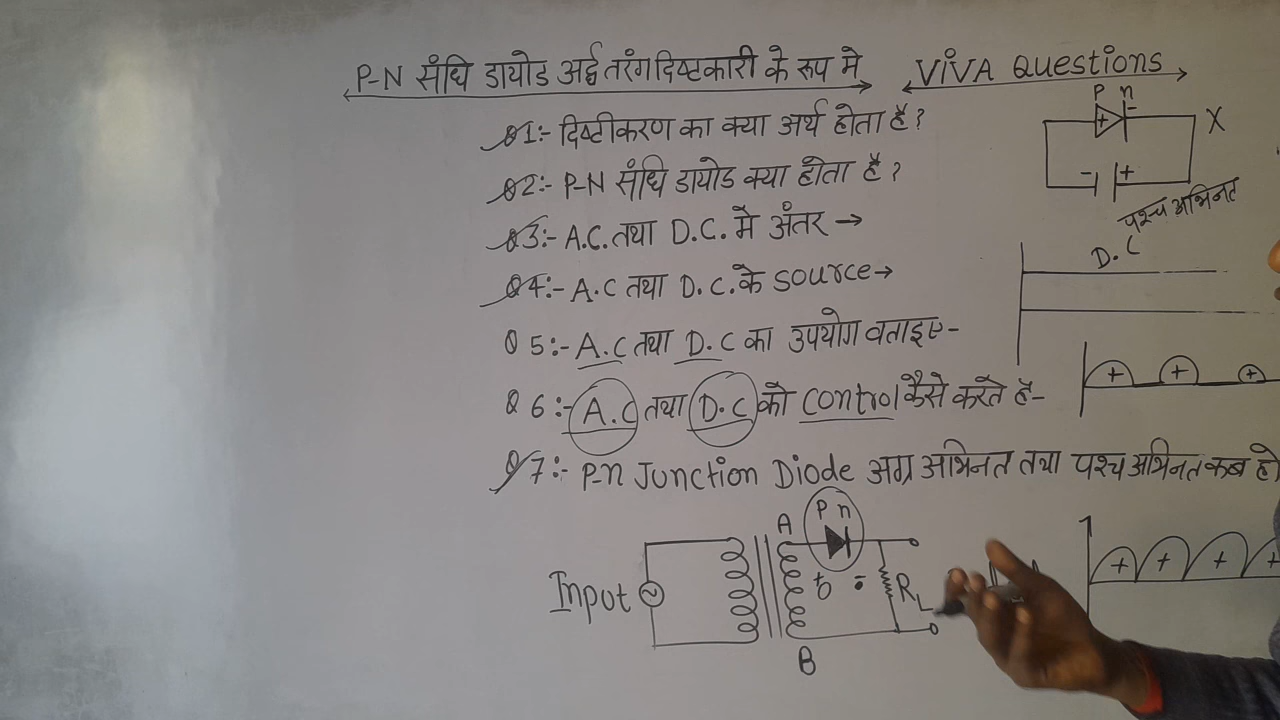 P-N संधि डायोड अर्द्ध तरंग दिष्टकारी के रूप मे
VIVA Questions
Q1:- दिष्टीकरण का क्या अर्थ होता है?
Q2:- P-N संधि डायोड क्या होता है?
Q3:- A.C. तथा D.C. मे अंतर →
Q4:- A.C तथा D.C. के source →
Q5:- A.C तथा D.C का उपयोग वताइए-
Q6:- A.C तथा D.C को control कैसे करते है-
Q7:- P-n Junction Diode अग्र अभिनत तथा पश्च अभिनत कब हो
P n
+ -
X
- +
पश्च अभिनत
D.C
+ + +
+ + + +
Input
A
P n
R_L
B